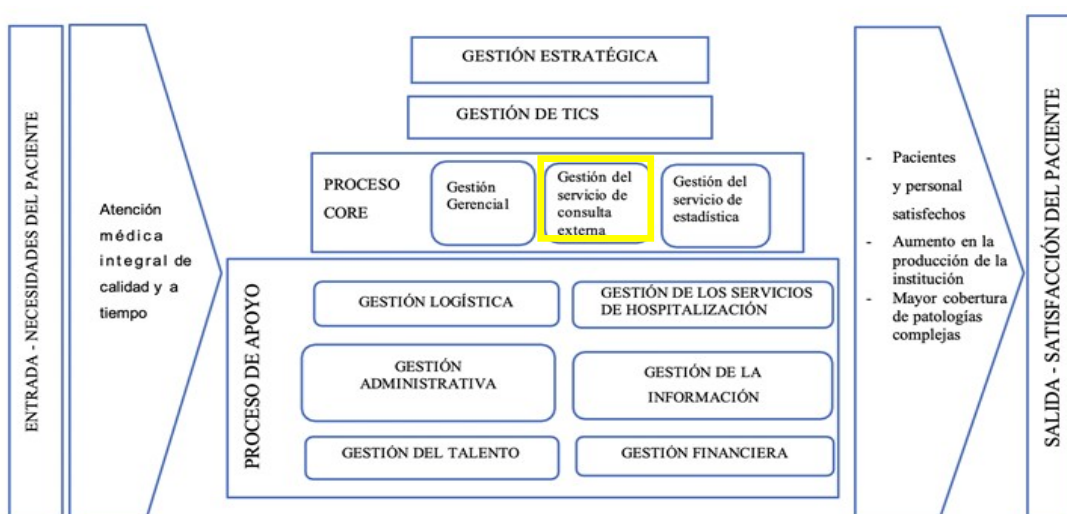 ENTRADA - NECESIDADES DEL PACIENTE
Atención
médica
integral de
calidad y a
tiempo
GESTIÓN ESTRATÉGICA
GESTIÓN DE TICS
PROCESO
CORE
Gestión
Gerencial
Gestión del
servicio de
consulta
externa
Gestión del
servicio de
estadística
PROCESO DE APOYO
GESTIÓN LOGÍSTICA
GESTIÓN DE LOS SERVICIOS
DE HOSPITALIZACIÓN
GESTIÓN
ADMINISTRATIVA
GESTIÓN DE LA
INFORMACIÓN
GESTIÓN DEL TALENTO
GESTIÓN FINANCIERA
- Pacientes
y personal
satisfechos
- Aumento en la
producción de la
institución
- Mayor cobertura
de patologías
complejas
SALIDA - SATISFACCIÓN DEL PACIENTE